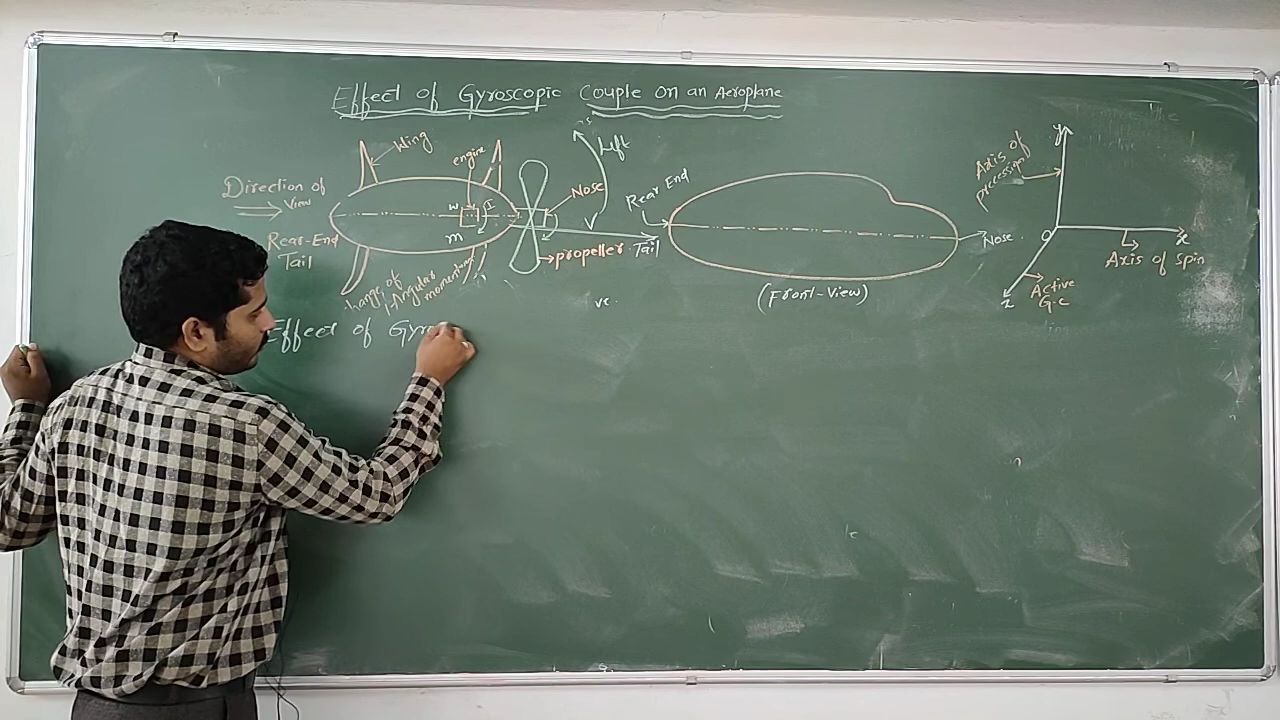 Effect of Gyroscopic Couple on an Aeroplane
Wing
engine
Left
Direction of
View
Rear-End
Tail
w
I
m
Nose
propeller
Tail
change of
Angular
momentum
Rear End
Nose
(Front-View)
Axis of
precession
y
O
x
Axis of Spin
z
Active
G.C
Effect of Gyro